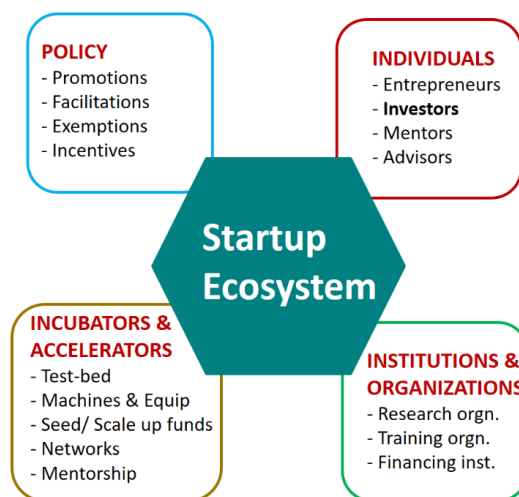 POLICY
- Promotions
- Facilitations
- Exemptions
- Incentives
INDIVIDUALS
- Entrepreneurs
- Investors
- Mentors
- Advisors
Startup
Ecosystem
INCUBATORS &
ACCELERATORS
- Test-bed
- Machines & Equip
- Seed/ Scale up funds
- Networks
- Mentorship
INSTITUTIONS &
ORGANIZATIONS
- Research orgn.
- Training orgn.
- Financing inst.